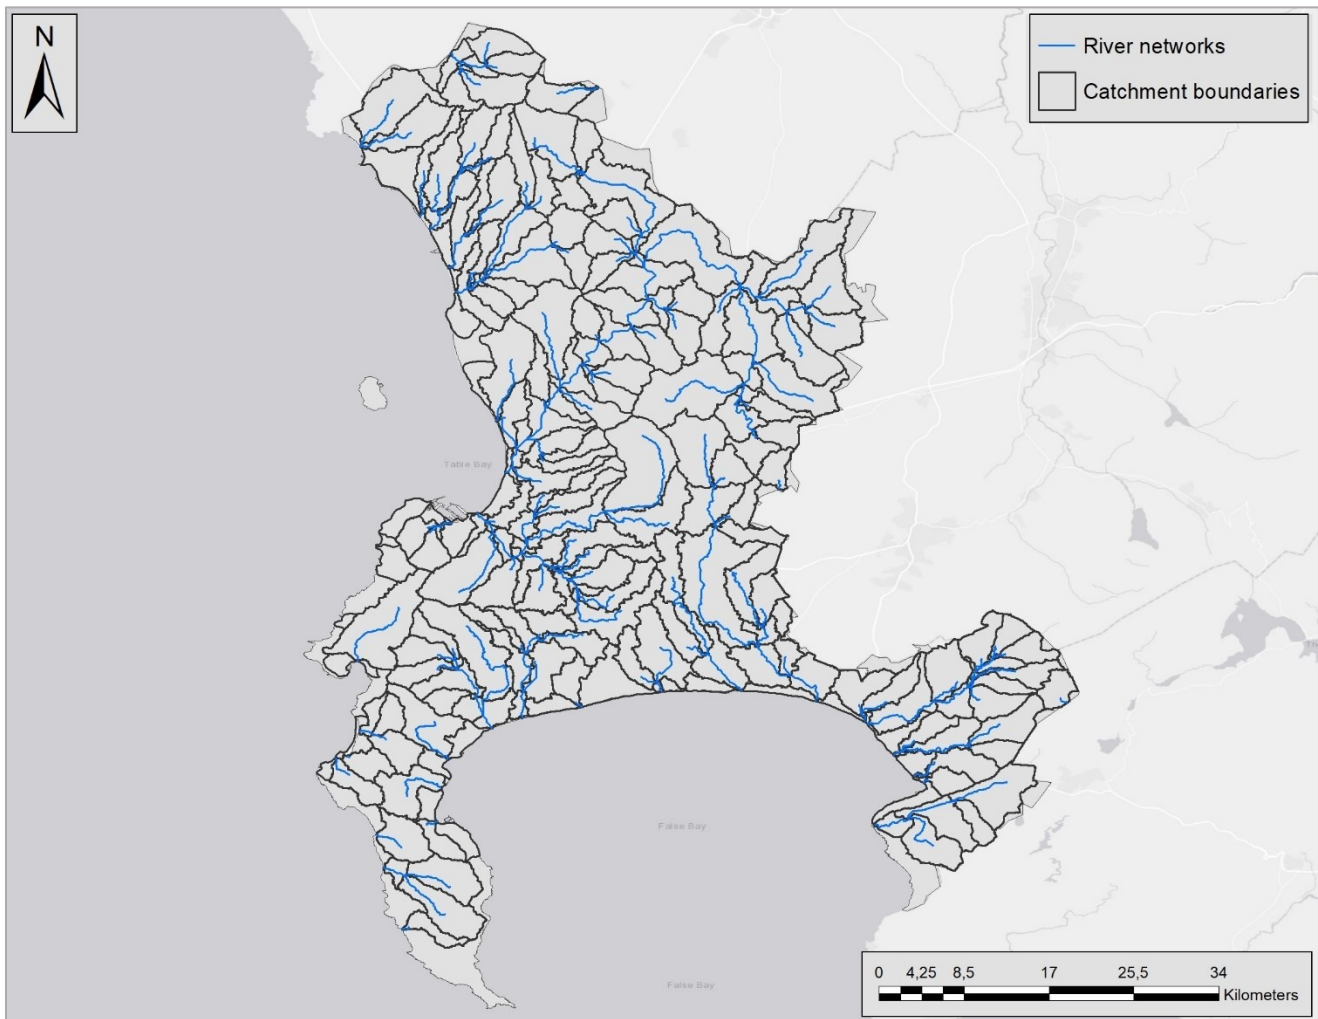 N
River networks
Catchment boundaries
Table Bay
False Bay
False Bay
0 4,25 8,5 17 25,5 34
Kilometers